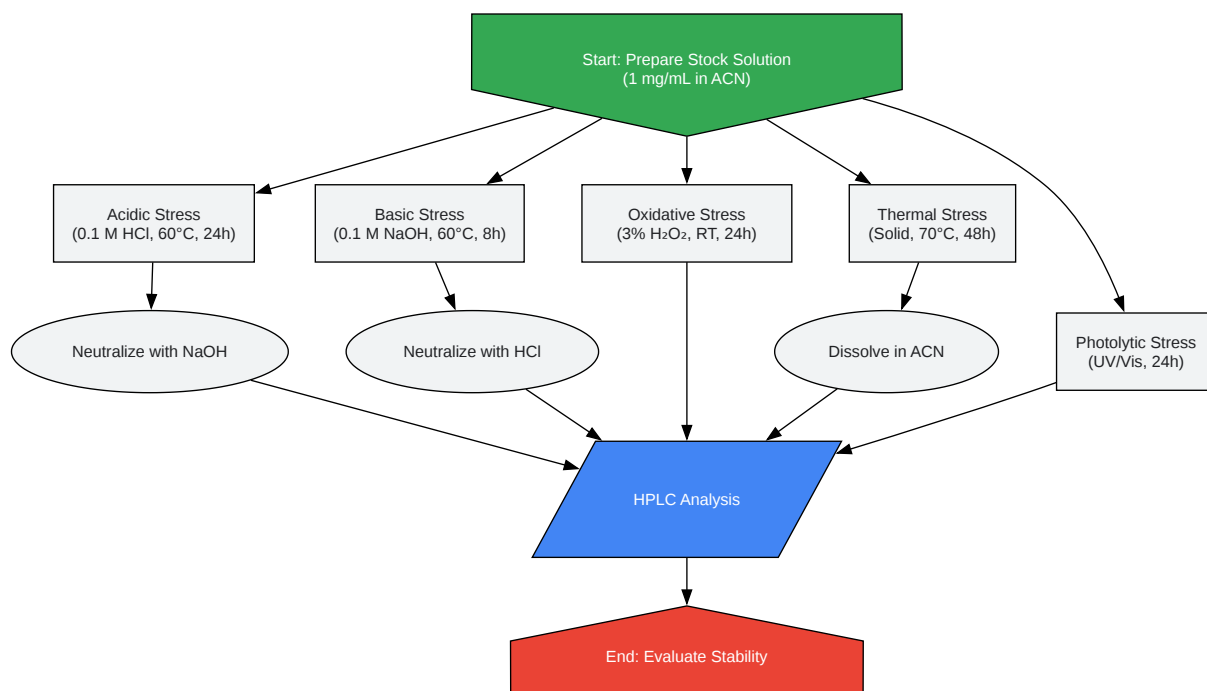 Start: Prepare Stock Solution
(1 mg/mL in ACN)
Acidic Stress
(0.1 M HCl, 60°C, 24h)
Basic Stress
(0.1 M NaOH, 60°C, 8h)
Oxidative Stress
(3% H₂O₂, RT, 24h)
Thermal Stress
(Solid, 70°C, 48h)
Neutralize with NaOH
Neutralize with HCl
Dissolve in ACN
Photolytic Stress
(UV/Vis, 24h)
HPLC Analysis
End: Evaluate Stability